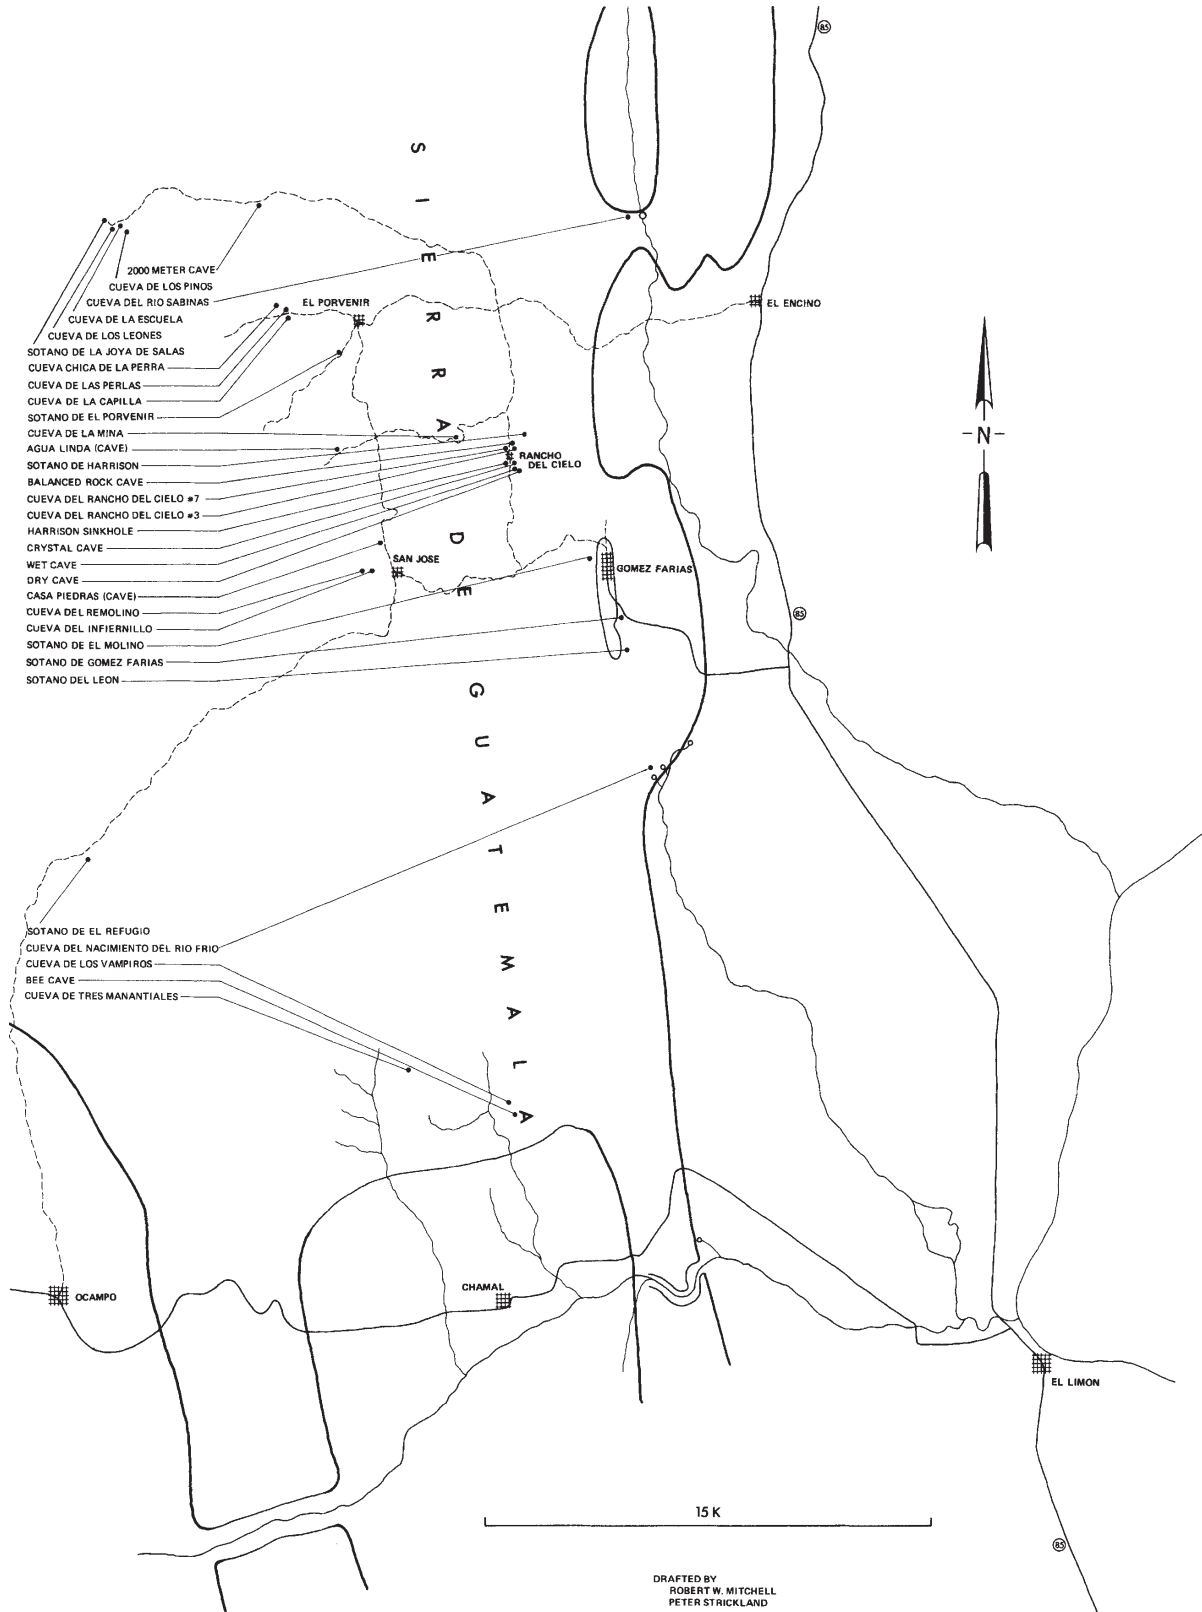 85
S I E R R A D E G U A T E M A L A
2000 METER CAVE
CUEVA DE LOS PINOS
CUEVA DEL RIO SABINAS
CUEVA DE LA ESCUELA
CUEVA DE LOS LEONES
SOTANO DE LA JOYA DE SALAS
CUEVA CHICA DE LA PERRA
CUEVA DE LAS PERLAS
CUEVA DE LA CAPILLA
SOTANO DE EL PORVENIR
CUEVA DE LA MINA
AGUA LINDA (CAVE)
SOTANO DE HARRISON
BALANCED ROCK CAVE
CUEVA DEL RANCHO DEL CIELO #7
CUEVA DEL RANCHO DEL CIELO #3
HARRISON SINKHOLE
CRYSTAL CAVE
WET CAVE
DRY CAVE
CASA PIEDRAS (CAVE)
CUEVA DEL REMOLINO
CUEVA DEL INFIERNILLO
SOTANO DE EL MOLINO
SOTANO DE GOMEZ FARIAS
SOTANO DEL LEON
EL PORVENIR
EL ENCINO
RANCHO
DEL CIELO
-N-
SAN JOSE
GOMEZ FARIAS
85
SOTANO DE EL REFUGIO
CUEVA DEL NACIMIENTO DEL RIO FRIO
CUEVA DE LOS VAMPIROS
BEE CAVE
CUEVA DE TRES MANANTIALES
OCAMPO
CHAMAL
EL LIMON
15 K
85
DRAFTED BY
ROBERT W. MITCHELL
PETER STRICKLAND